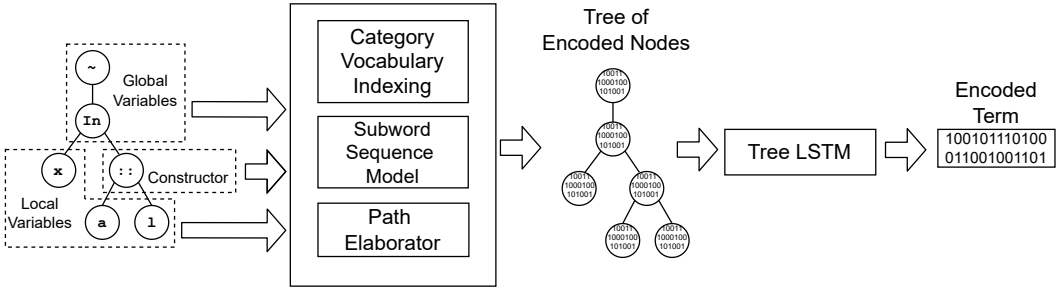 ~
Global
Variables
In
x
::
Constructor
Local
Variables
a
l
Category
Vocabulary
Indexing
Subword
Sequence
Model
Path
Elaborator
Tree of
Encoded Nodes
10011
1000100
101001
10011
1000100
101001
10011
1000100
101001
10011
1000100
101001
10011
1000100
101001
10011
1000100
101001
Tree LSTM
Encoded
Term
100101110100
011001001101